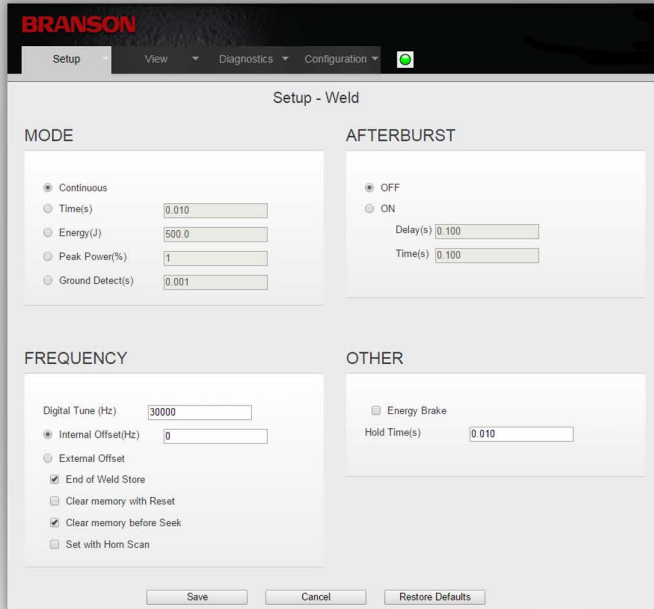 BRANSON
Setup
View
Diagnostics
Configuration
Setup - Weld
MODE
Continuous
Time(s) 0.010
Energy(J) 500.0
Peak Power(%) 1
Ground Detect(s) 0.001
AFTERBURST
OFF
ON
Delay(s) 0.100
Time(s) 0.100
FREQUENCY
Digital Tune (Hz) 30000
Internal Offset(Hz) 0
External Offset
End of Weld Store
Clear memory with Reset
Clear memory before Seek
Set with Horn Scan
OTHER
Energy Brake
Hold Time(s) 0.010
Save
Cancel
Restore Defaults